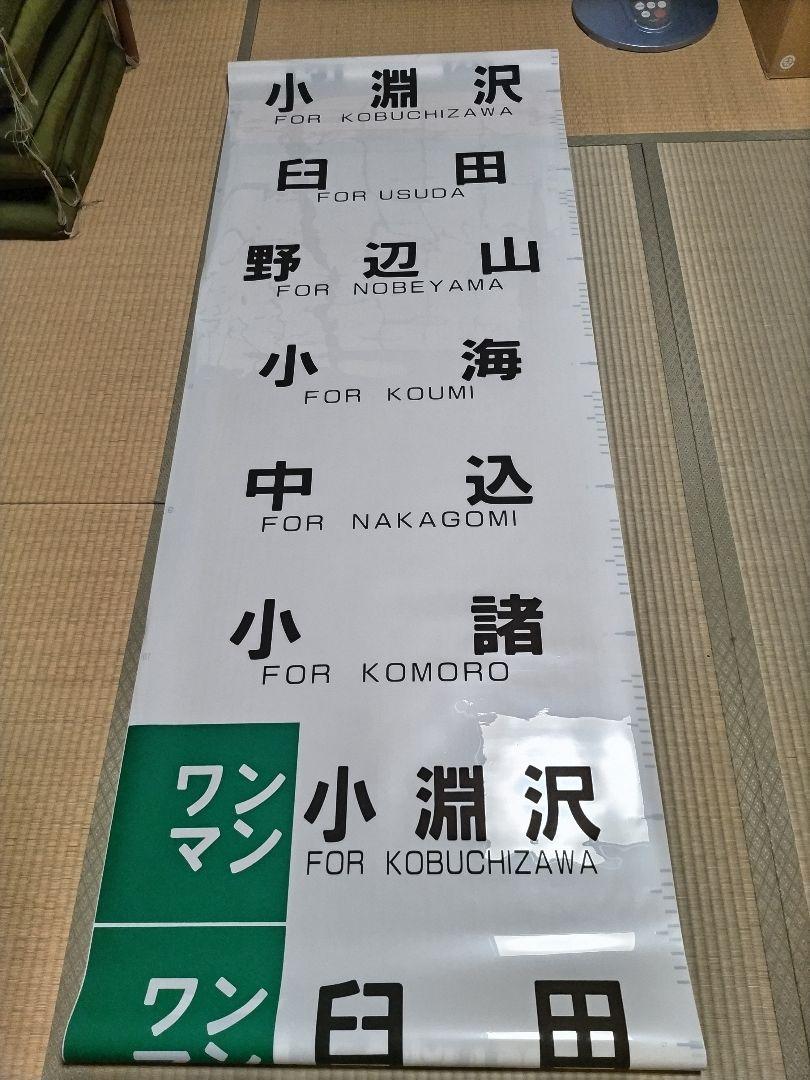 小淵沢
FOR KOBUCHIZAWA
臼田
FOR USUDA
野辺山
FOR NOBEYAMA
小海
FOR KOUMI
中込
FOR NAKAGOMI
小諸
FOR KOMORO
ワン
マン
小淵沢
FOR KOBUCHIZAWA
ワン
マン
臼田